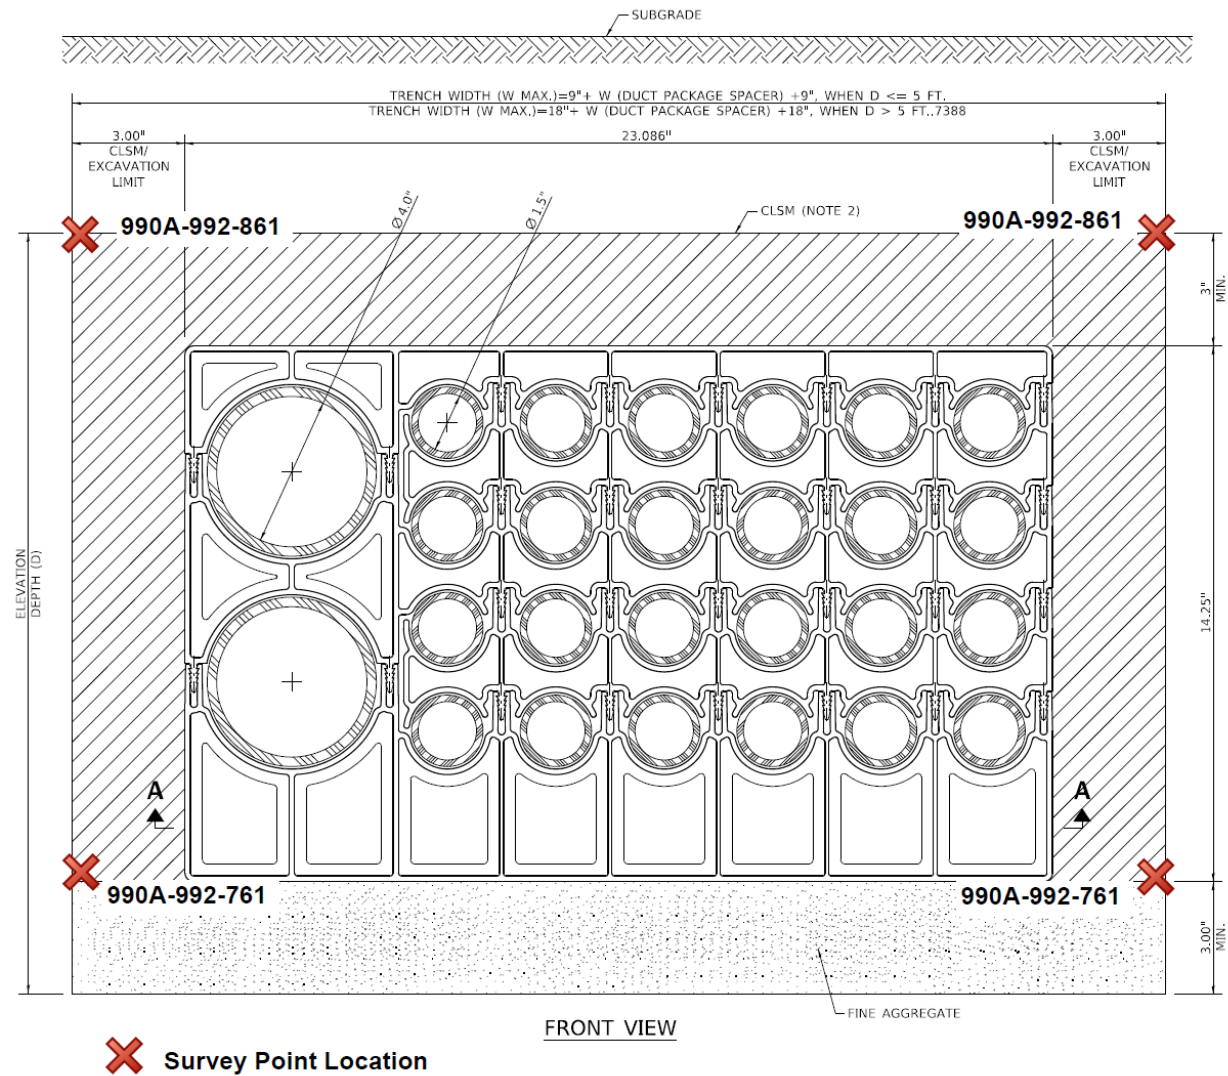 SUBGRADE
TRENCH WIDTH (W MAX.)=9"+ W (DUCT PACKAGE SPACER) +9", WHEN D <= 5 FT.
TRENCH WIDTH (W MAX.)=18"+ W (DUCT PACKAGE SPACER) +18", WHEN D > 5 FT..7388
3.00"
CLSM/
EXCAVATION
LIMIT
23.086"
3.00"
CLSM/
EXCAVATION
LIMIT
Ø 4.0"
Ø 1.5"
CLSM (NOTE 2)
990A-992-861
990A-992-861
3"
MIN.
ELEVATION
DEPTH (D)
14.25"
A
A
990A-992-761
990A-992-761
3.00"
MIN.
FINE AGGREGATE
FRONT VIEW
Survey Point Location